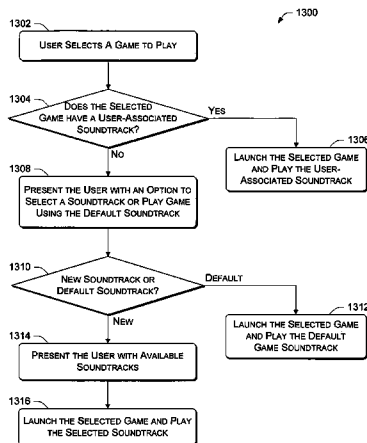 1300
1302
USER SELECTS A GAME TO PLAY
1304
DOES THE SELECTED
GAME HAVE A USER-ASSOCIATED
SOUNDTRACK?
YES
NO
1306
LAUNCH THE SELECTED GAME
AND PLAY THE USER-
ASSOCIATED SOUNDTRACK
1308
PRESENT THE USER WITH AN OPTION TO
SELECT A SOUNDTRACK OR PLAY GAME
USING THE DEFAULT SOUNDTRACK
1310
NEW SOUNDTRACK OR
DEFAULT SOUNDTRACK?
DEFAULT
NEW
1312
LAUNCH THE SELECTED GAME
AND PLAY THE DEFAULT
GAME SOUNDTRACK
1314
PRESENT THE USER WITH AVAILABLE
SOUNDTRACKS
1316
LAUNCH THE SELECTED GAME AND PLAY
THE SELECTED SOUNDTRACK